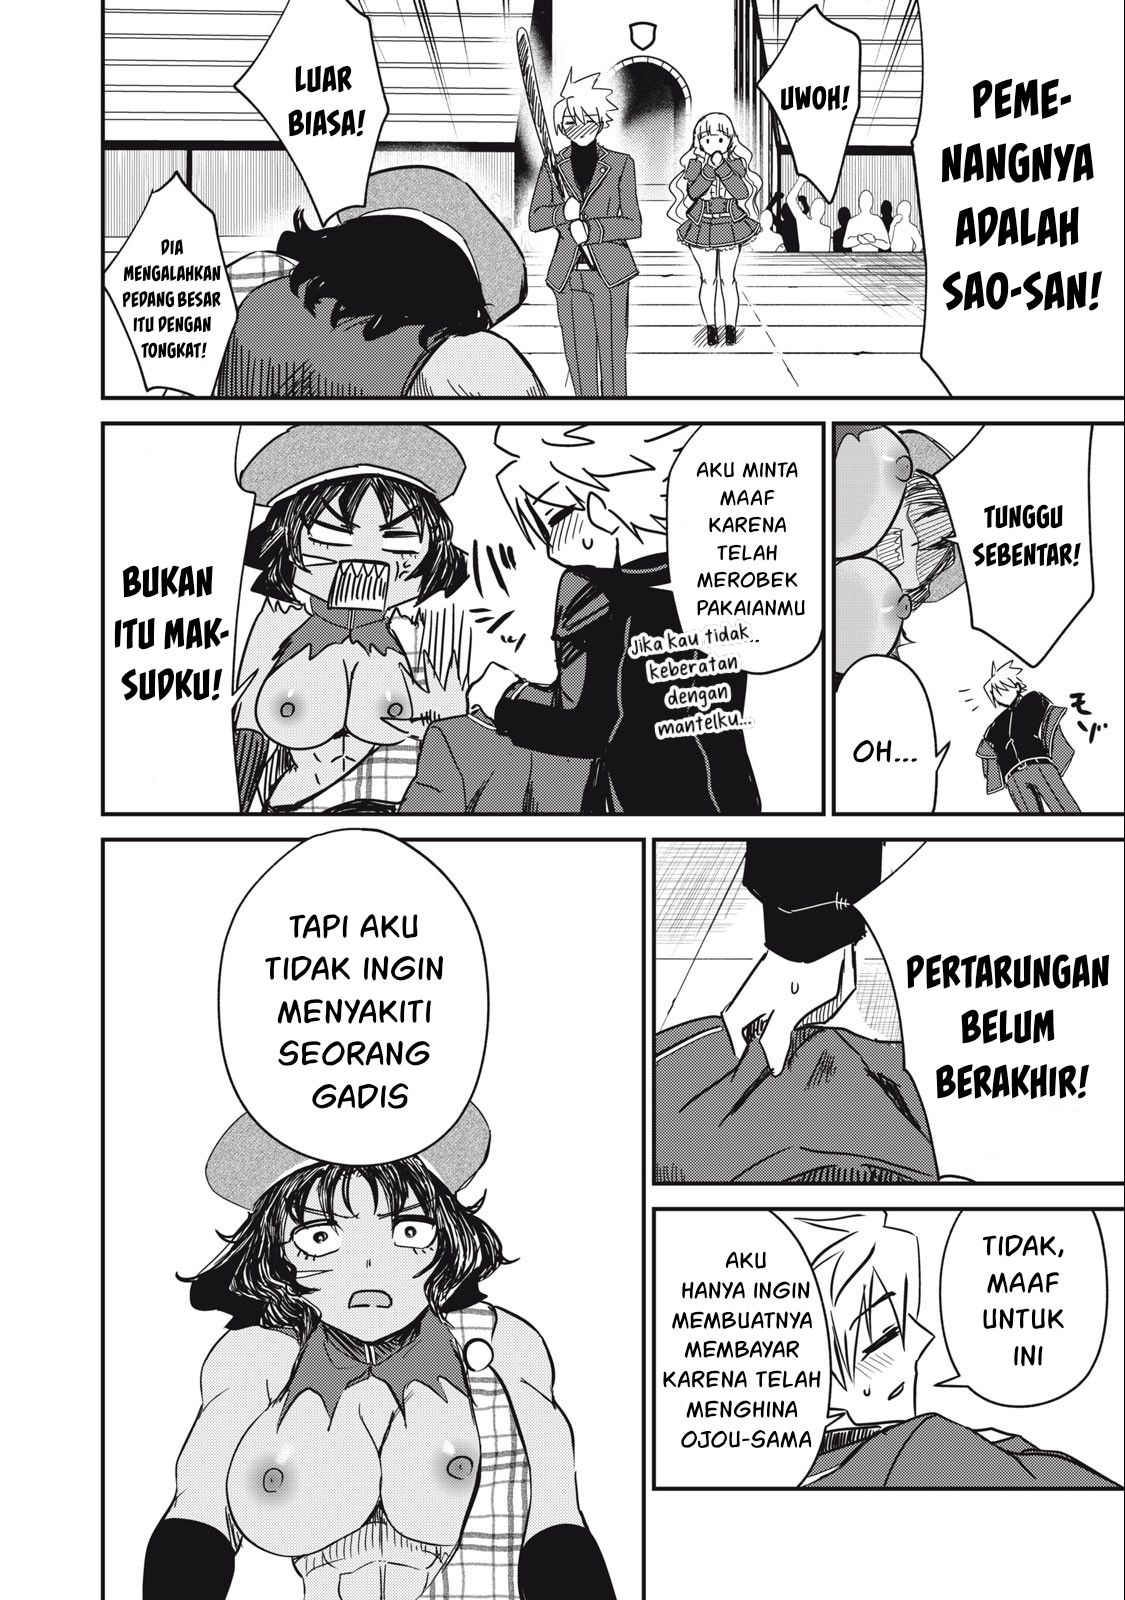 PEME-
NANGNYA
ADALAH
SAO-SAN!
UWOH!
LUAR
BIASA!
DIA
MENGALAHKAN
PEDANG BESAR
ITU DENGAN
TONGKAT!
TUNGGU
SEBENTAR!
OH...
モゾ
AKU MINTA
MAAF
KARENA
TELAH
MEROBEK
PAKAIANMU
Jika kau tidak..
keberatan
dengan
mantelku...
BUKAN
ITU MAK-
SUDKU!
PERTARUNGAN
BELUM
BERAKHIR!
TIDAK,
MAAF
UNTUK
INI
AKU
HANYA INGIN
MEMBUATNYA
MEMBAYAR
KARENA TELAH
MENGHINA
OJOU-SAMA
TAPI AKU
TIDAK INGIN
MENYAKITI
SEORANG
GADIS